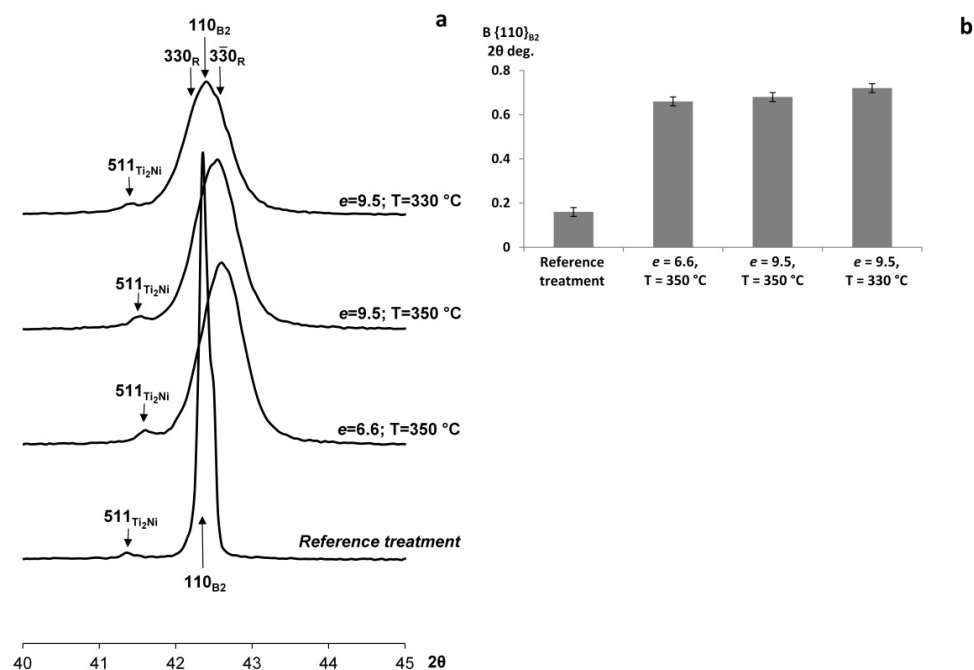 a
110B2
330R 33̅0R
511Ti2Ni
e=9.5; T=330 °C
511Ti2Ni
e=9.5; T=350 °C
511Ti2Ni
e=6.6; T=350 °C
511Ti2Ni
Reference treatment
110B2
40 41 42 43 44 45 2θ
b
B {110}B2
2θ deg.
0.8
0.6
0.4
0.2
0
Reference treatment
e = 6.6, T = 350 °C
e = 9.5, T = 350 °C
e = 9.5, T = 330 °C